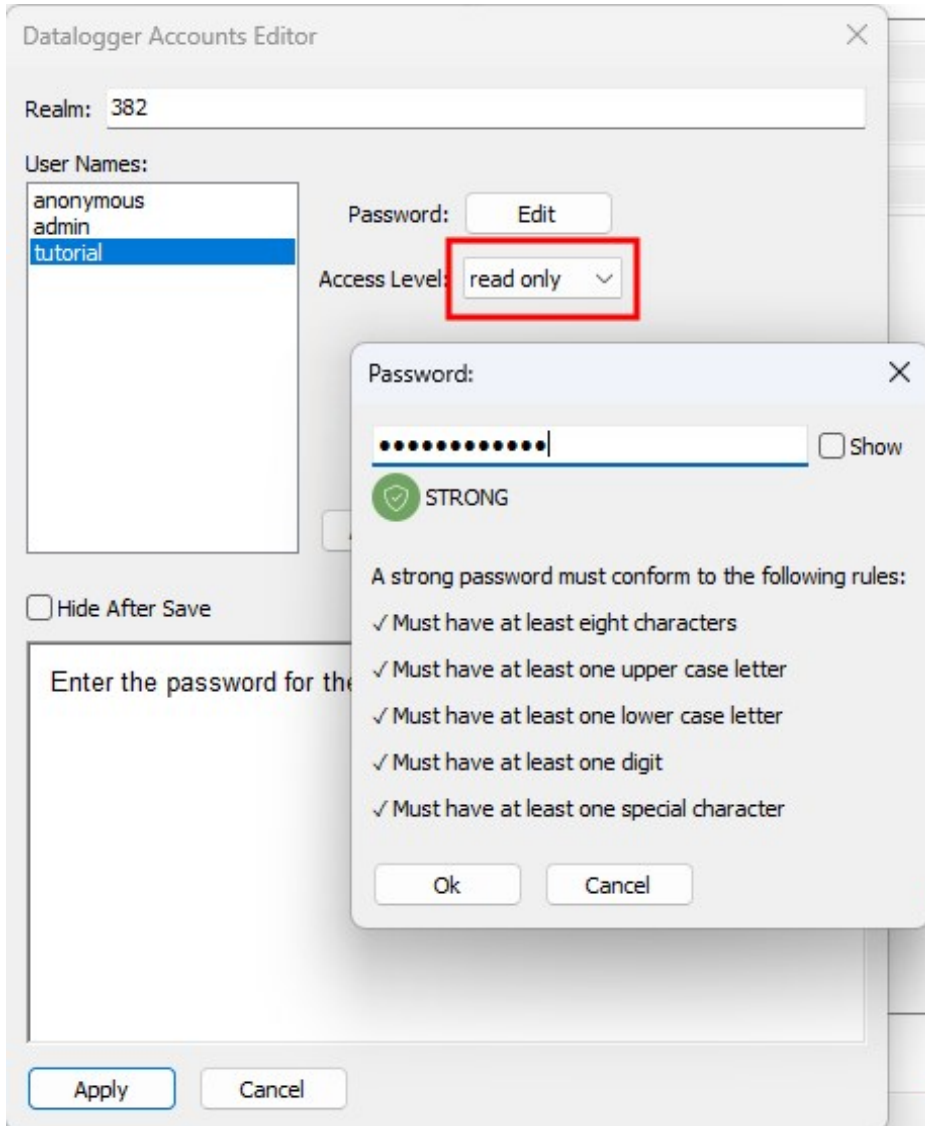 Datalogger Accounts Editor
Realm: 382
User Names:
anonymous
admin
tutorial
Password: Edit
Access Level: read only
Password:
●●●●●●●●●●●● Show
STRONG
A strong password must conform to the following rules:
✓ Must have at least eight characters
✓ Must have at least one upper case letter
✓ Must have at least one lower case letter
✓ Must have at least one digit
✓ Must have at least one special character
Ok Cancel
Hide After Save
Enter the password for the
Apply Cancel